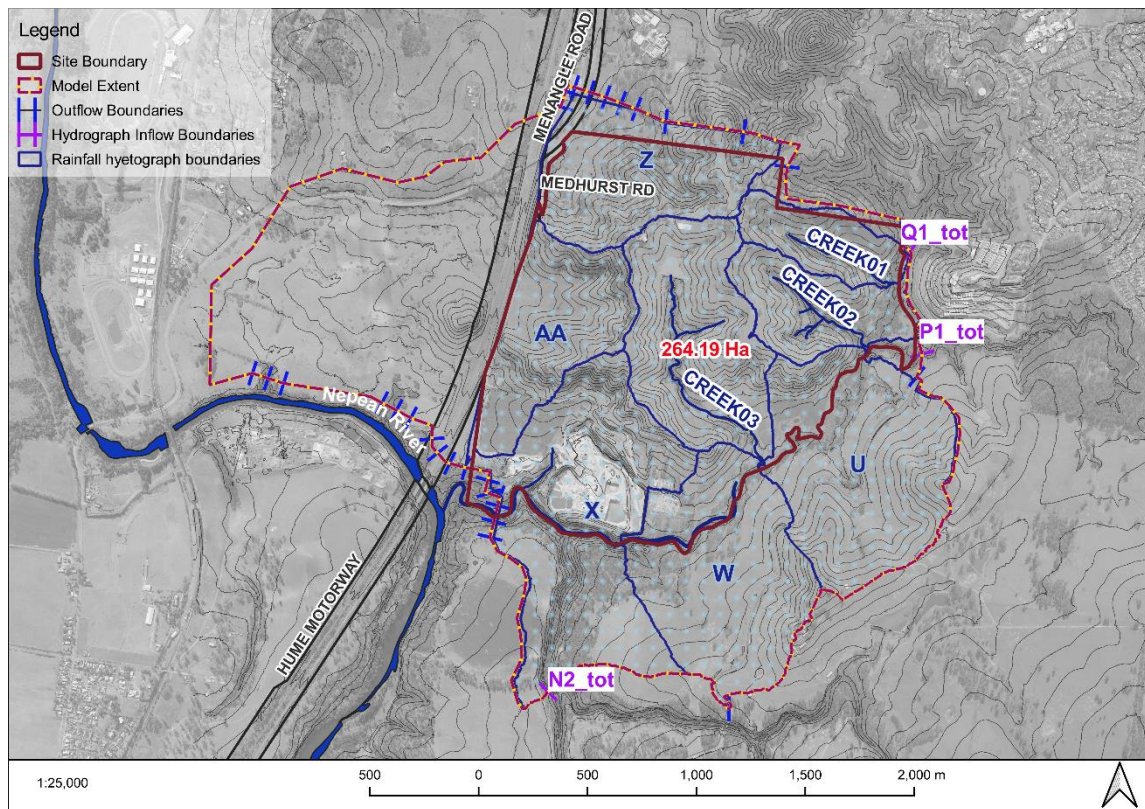 Legend
Site Boundary
Model Extent
Outflow Boundaries
Hydrograph Inflow Boundaries
Rainfall hyetograph boundaries
MENANGLE ROAD
Z
MEDHURST RD
Q1_tot
CREEK01
CREEK02
P1_tot
AA
264.19 Ha
CREEK03
Nepean River
U
X
W
HUME MOTORWAY
N2_tot
1:25,000
500 0 500 1,000 1,500 2,000 m